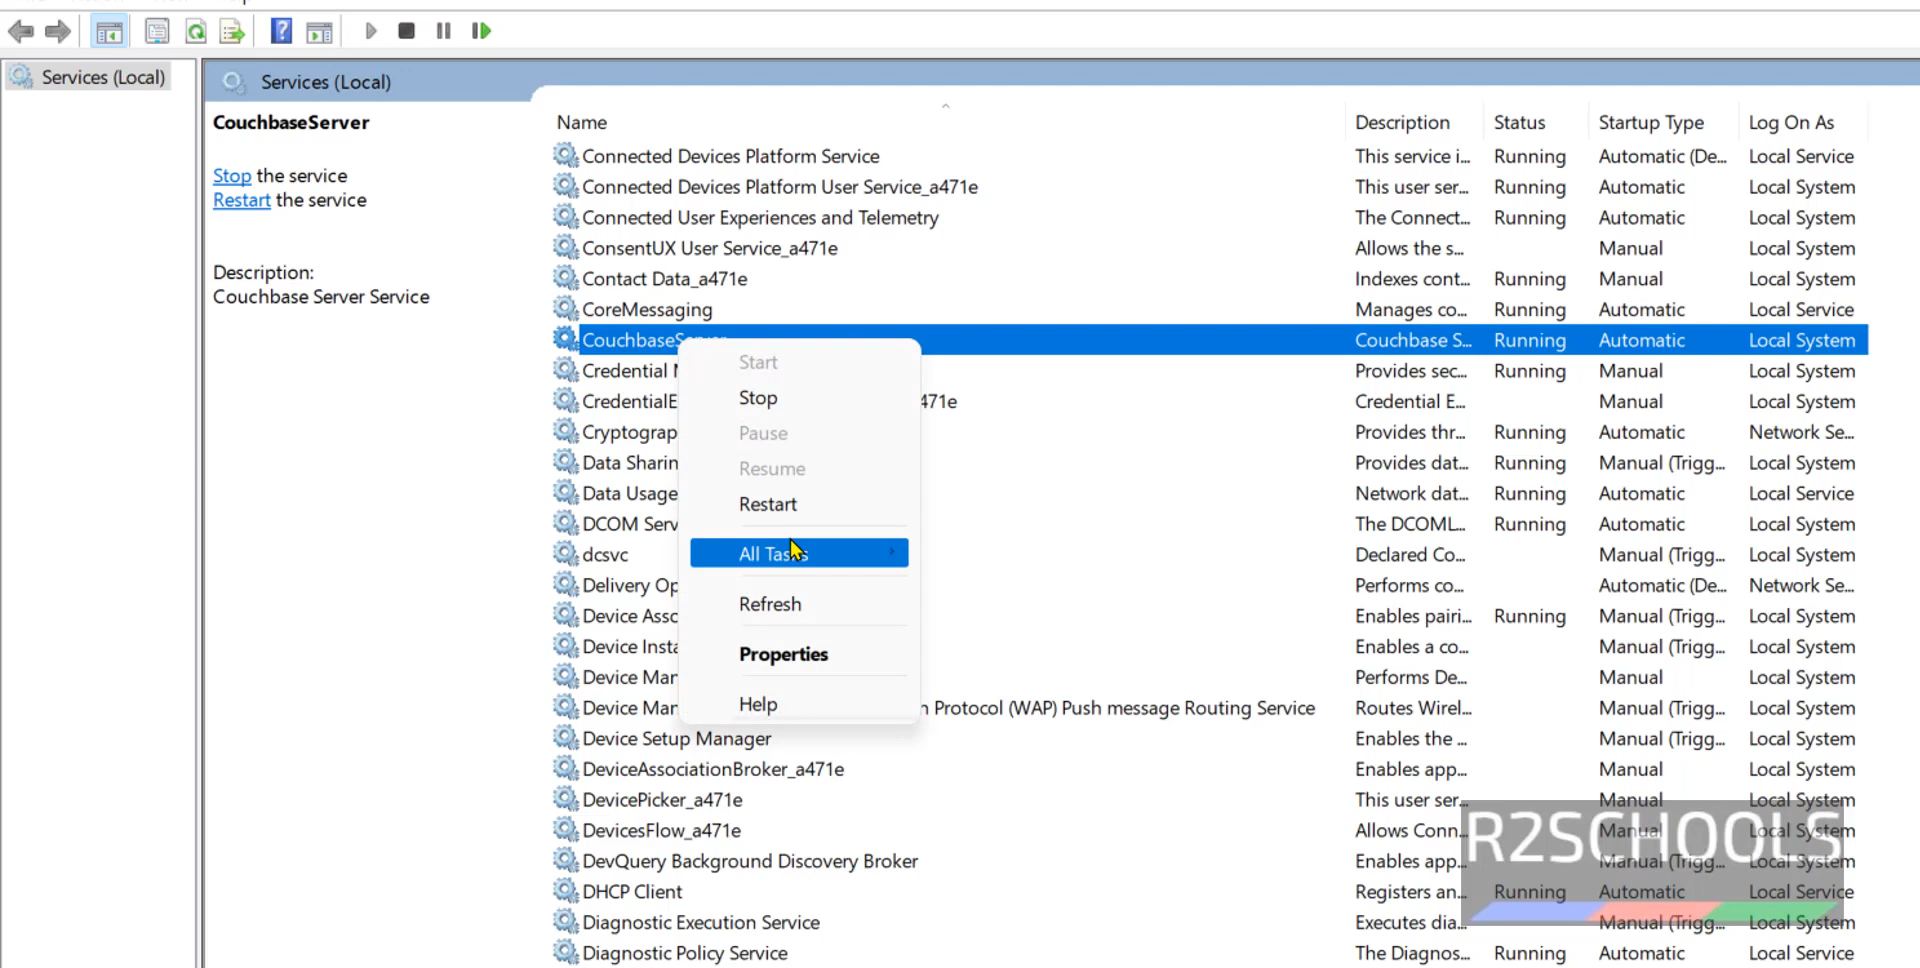 Services (Local)
Services (Local)
CouchbaseServer
Stop the service
Restart the service
Description:
Couchbase Server Service
Name Description Status Startup Type Log On As
Connected Devices Platform Service This service i... Running Automatic (De... Local Service
Connected Devices Platform User Service_a471e This user ser... Running Automatic Local System
Connected User Experiences and Telemetry The Connect... Running Automatic Local System
ConsentUX User Service_a471e Allows the s... Manual Local System
Contact Data_a471e Indexes cont... Running Manual Local System
CoreMessaging Manages co... Running Automatic Local Service
CouchbaseServer Couchbase S... Running Automatic Local System
Credential Provides sec... Running Manual Local System
CredentialE 471e Credential E... Manual Local System
Cryptograp Provides thr... Running Automatic Network Se...
Data Sharin Provides dat... Running Manual (Trigg... Local System
Data Usage Network dat... Running Automatic Local Service
DCOM Serv The DCOML... Running Automatic Local System
dcsvc Declared Co... Manual (Trigg... Local System
Delivery Op Performs co... Automatic (De... Network Se...
Device Asso Enables pairi... Running Manual (Trigg... Local System
Device Insta Enables a co... Manual (Trigg... Local System
Device Man Performs De... Manual Local System
Device Man n Protocol (WAP) Push message Routing Service Routes Wirel... Manual (Trigg... Local System
Device Setup Manager Enables the ... Manual (Trigg... Local System
DeviceAssociationBroker_a471e Enables app... Manual Local System
DevicePicker_a471e This user ser... Manual Local System
DevicesFlow_a471e Allows Conn... Manual Local System
DevQuery Background Discovery Broker Enables app... Manual (Trigg... Local System
DHCP Client Registers an... Running Automatic Local Service
Diagnostic Execution Service Executes dia... Manual (Trigg... Local System
Diagnostic Policy Service The Diagnos... Running Automatic Local Service
Start
Stop
Pause
Resume
Restart
All Tasks
Refresh
Properties
Help
R2SCHOOLS